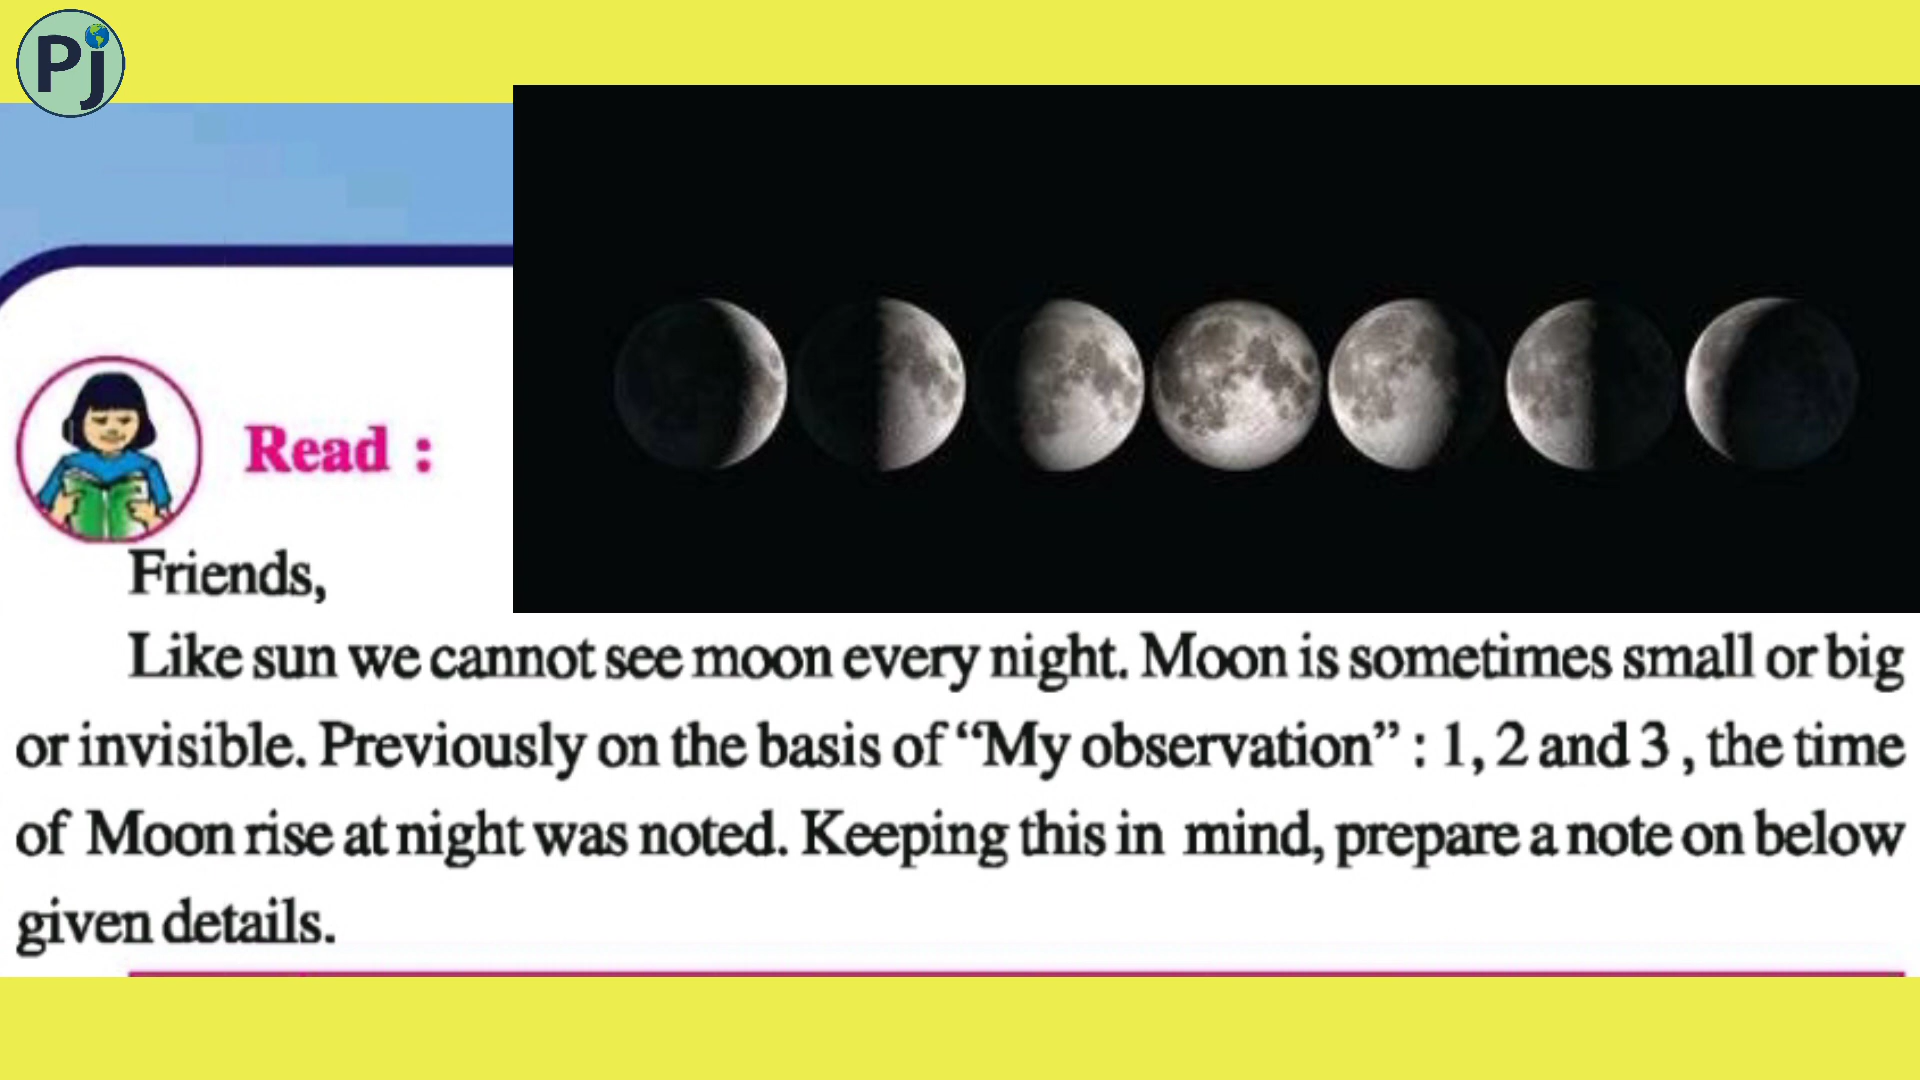 Pj
Read :
Friends,
Like sun we cannot see moon every night. Moon is sometimes small or big
or invisible. Previously on the basis of “My observation” : 1, 2 and 3 , the time
of Moon rise at night was noted. Keeping this in mind, prepare a note on below
given details.